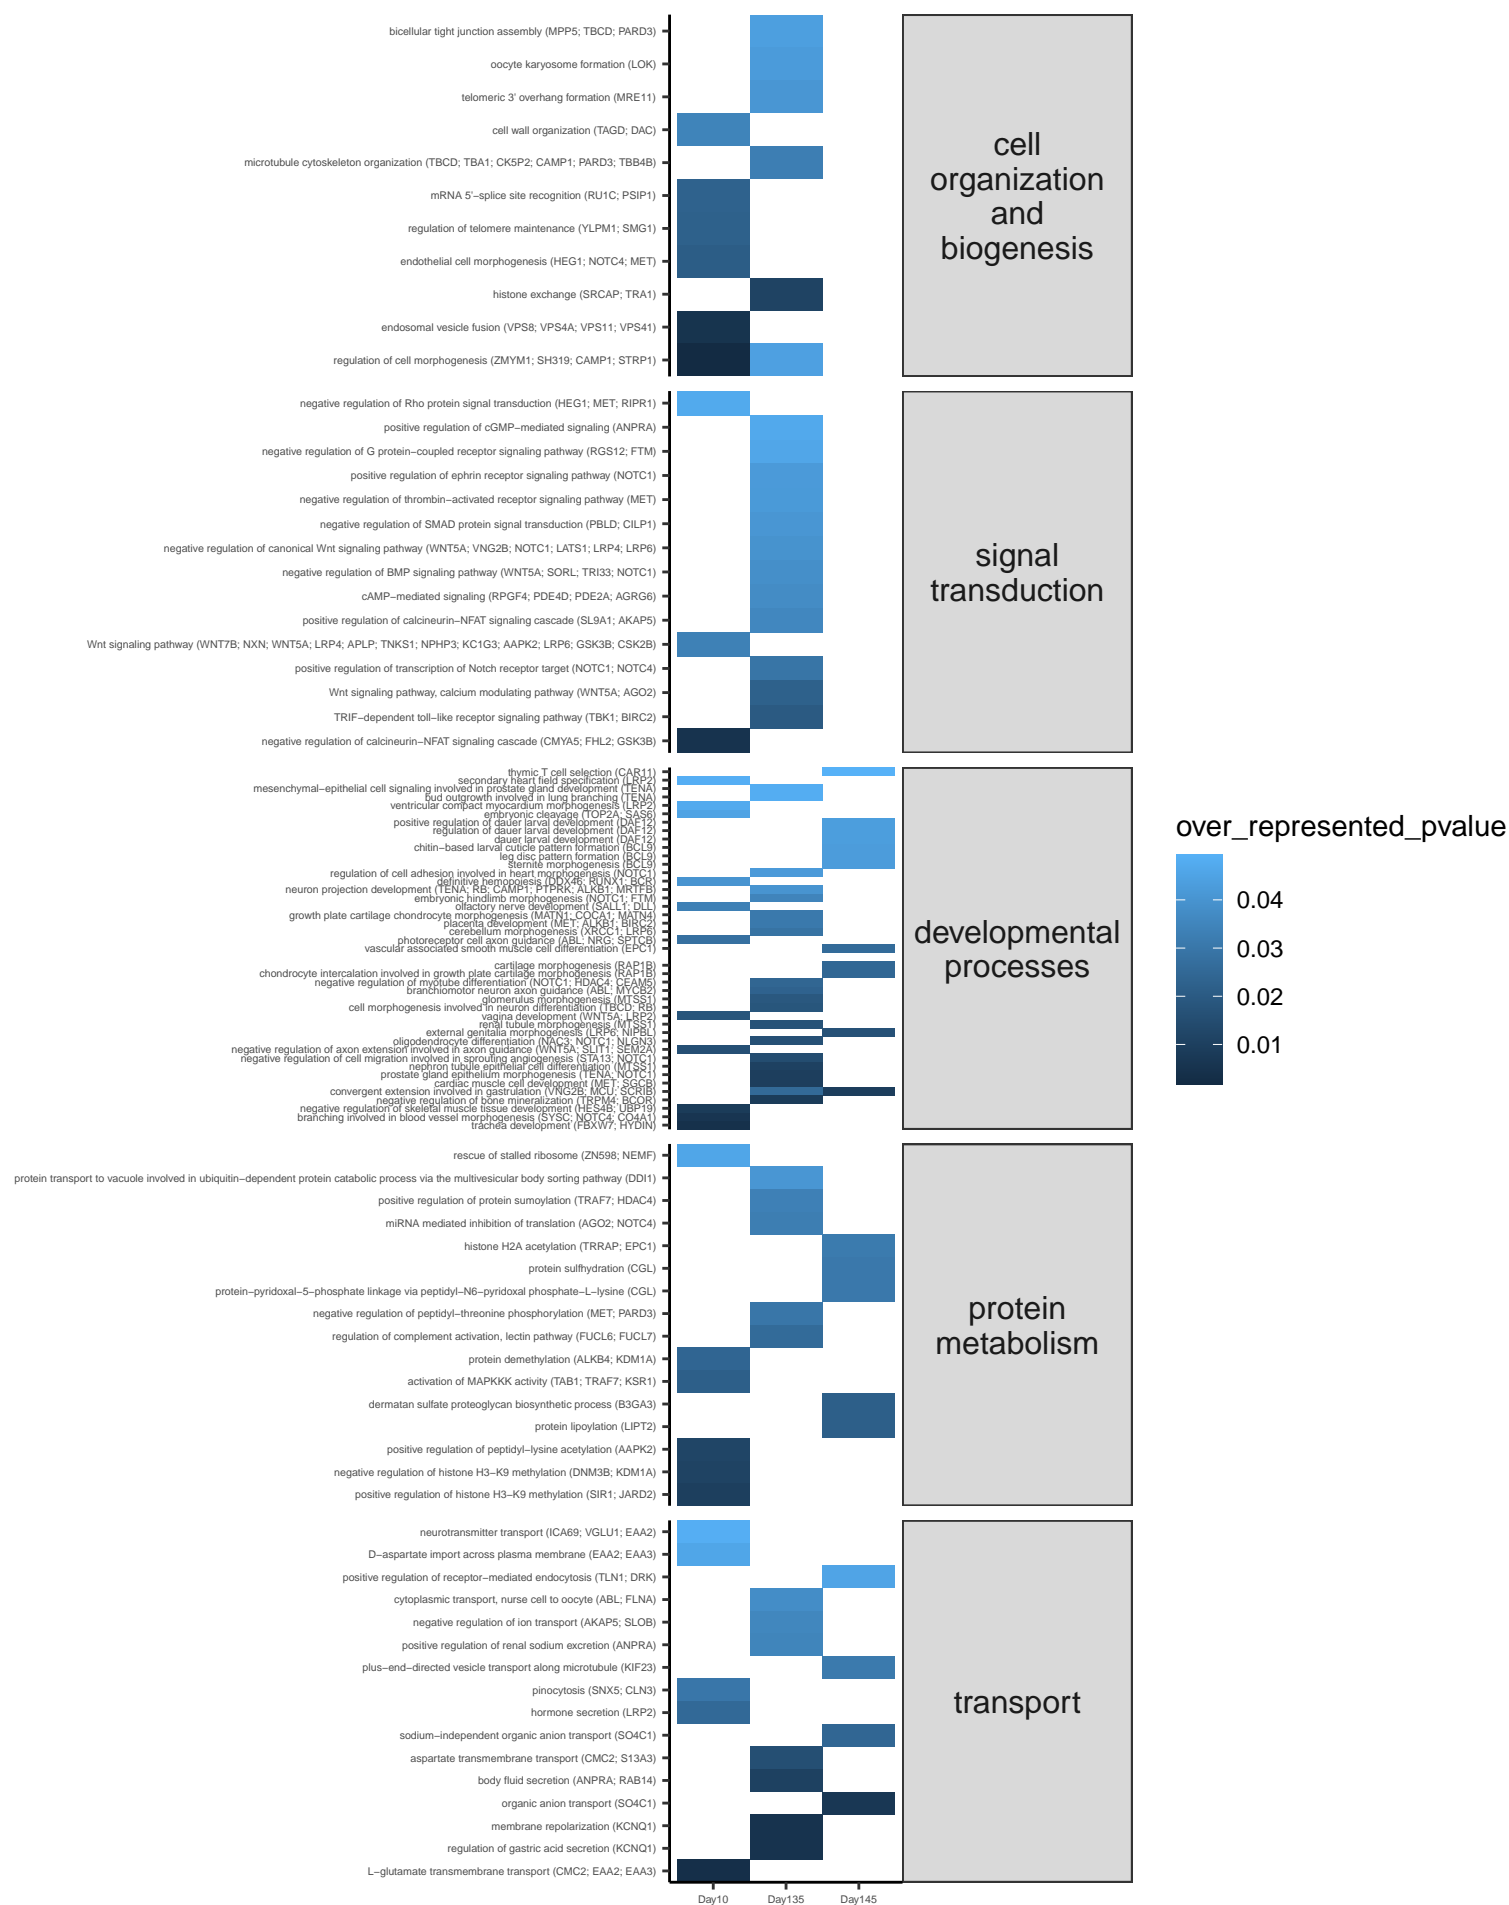 bicellular tight junction assembly (MPP5; TBCD; PARD3)
oocyte karyosome formation (LOK)
telomeric 3' overhang formation (MRE11)
cell wall organization (TAGD; DAC)
microtubule cytoskeleton organization (TBCD; TBA1; CK5P2; CAMP1; PARD3; TBB4B)
mRNA 5'−splice site recognition (RU1C; PSIP1)
regulation of telomere maintenance (YLPM1; SMG1)
endothelial cell morphogenesis (HEG1; NOTC4; MET)
histone exchange (SRCAP; TRA1)
endosomal vesicle fusion (VPS8; VPS4A; VPS11; VPS41)
regulation of cell morphogenesis (ZMYM1; SH319; CAMP1; STRP1)
cell
organization
and
biogenesis
negative regulation of Rho protein signal transduction (HEG1; MET; RIPR1)
positive regulation of cGMP−mediated signaling (ANPRA)
negative regulation of G protein−coupled receptor signaling pathway (RGS12; FTM)
positive regulation of ephrin receptor signaling pathway (NOTC1)
negative regulation of thrombin−activated receptor signaling pathway (MET)
negative regulation of SMAD protein signal transduction (PBLD; CILP1)
negative regulation of canonical Wnt signaling pathway (WNT5A; VNG2B; NOTC1; LATS1; LRP4; LRP6)
negative regulation of BMP signaling pathway (WNT5A; SORL; TRI33; NOTC1)
cAMP−mediated signaling (RPGF4; PDE4D; PDE2A; AGRG6)
positive regulation of calcineurin−NFAT signaling cascade (SL9A1; AKAP5)
Wnt signaling pathway (WNT7B; NXN; WNT5A; LRP4; APLP; TNKS1; NPHP3; KC1G3; AAPK2; LRP6; GSK3B; CSK2B)
positive regulation of transcription of Notch receptor target (NOTC1; NOTC4)
Wnt signaling pathway, calcium modulating pathway (WNT5A; AGO2)
TRIF−dependent toll−like receptor signaling pathway (TBK1; BIRC2)
negative regulation of calcineurin−NFAT signaling cascade (CMYA5; FHL2; GSK3B)
signal
transduction
thymic T cell selection (CAR11)
secondary heart field specification (LRP2)
mesenchymal−epithelial cell signaling involved in prostate gland development (TENA)
bud outgrowth involved in lung branching (TENA)
ventricular compact myocardium morphogenesis (LRP2)
embryonic cleavage (TOP2A; SAS6)
positive regulation of dauer larval development (DAF12)
regulation of dauer larval development (DAF12)
dauer larval development (DAF12)
chitin−based larval cuticle pattern formation (BCL9)
leg disc pattern formation (BCL9)
sternite morphogenesis (BCL9)
regulation of cell adhesion involved in heart morphogenesis (NOTC1)
definitive hemopoiesis (DDX46; RUNX1; BCR)
neuron projection development (TENA; RB; CAMP1; PTPRK; ALKB1; MRTFB)
embryonic hindlimb morphogenesis (NOTC1; FTM)
olfactory nerve development (SALL1; DLL)
growth plate cartilage chondrocyte morphogenesis (MATN1; COCA1; MATN4)
placenta development (MET; ALKB1; BIRC2)
cerebellum morphogenesis (XRCC1; LRP6)
photoreceptor cell axon guidance (ABL; NRG; SPTCB)
vascular associated smooth muscle cell differentiation (EPC1)
cartilage morphogenesis (RAP1B)
chondrocyte intercalation involved in growth plate cartilage morphogenesis (RAP1B)
negative regulation of myotube differentiation (NOTC1; HDAC4; CEAM5)
branchiomotor neuron axon guidance (ABL; MYCB2)
glomerulus morphogenesis (MTSS1)
cell morphogenesis involved in neuron differentiation (TBCD; RB)
vagina development (WNT5A; LRP2)
renal tubule morphogenesis (MTSS1)
external genitalia morphogenesis (LRP6; NIPBL)
oligodendrocyte differentiation (NAC3; NOTC1; NLGN3)
negative regulation of axon extension involved in axon guidance (WNT5A; SLIT1; SEM2A)
negative regulation of cell migration involved in sprouting angiogenesis (STA13; NOTC1)
nephron tubule epithelial cell differentiation (MTSS1)
prostate gland epithelium morphogenesis (TENA; NOTC1)
cardiac muscle cell development (MET; SGCB)
convergent extension involved in gastrulation (VNG2B; MCU; SCRIB)
negative regulation of bone mineralization (TRPM4; BCOR)
negative regulation of skeletal muscle tissue development (HES4B; UBP19)
branching involved in blood vessel morphogenesis (SYSC; NOTC4; CO4A1)
trachea development (FBXW7; HYDIN)
developmental
processes
rescue of stalled ribosome (ZN598; NEMF)
protein transport to vacuole involved in ubiquitin−dependent protein catabolic process via the multivesicular body sorting pathway (DDI1)
positive regulation of protein sumoylation (TRAF7; HDAC4)
miRNA mediated inhibition of translation (AGO2; NOTC4)
histone H2A acetylation (TRRAP; EPC1)
protein sulfhydration (CGL)
protein−pyridoxal−5−phosphate linkage via peptidyl−N6−pyridoxal phosphate−L−lysine (CGL)
negative regulation of peptidyl−threonine phosphorylation (MET; PARD3)
regulation of complement activation, lectin pathway (FUCL6; FUCL7)
protein demethylation (ALKB4; KDM1A)
activation of MAPKKK activity (TAB1; TRAF7; KSR1)
dermatan sulfate proteoglycan biosynthetic process (B3GA3)
protein lipoylation (LIPT2)
positive regulation of peptidyl−lysine acetylation (AAPK2)
negative regulation of histone H3−K9 methylation (DNM3B; KDM1A)
positive regulation of histone H3−K9 methylation (SIR1; JARD2)
protein
metabolism
neurotransmitter transport (ICA69; VGLU1; EAA2)
D−aspartate import across plasma membrane (EAA2; EAA3)
positive regulation of receptor−mediated endocytosis (TLN1; DRK)
cytoplasmic transport, nurse cell to oocyte (ABL; FLNA)
negative regulation of ion transport (AKAP5; SLOB)
positive regulation of renal sodium excretion (ANPRA)
plus−end−directed vesicle transport along microtubule (KIF23)
pinocytosis (SNX5; CLN3)
hormone secretion (LRP2)
sodium−independent organic anion transport (SO4C1)
aspartate transmembrane transport (CMC2; S13A3)
body fluid secretion (ANPRA; RAB14)
organic anion transport (SO4C1)
membrane repolarization (KCNQ1)
regulation of gastric acid secretion (KCNQ1)
L−glutamate transmembrane transport (CMC2; EAA2; EAA3)
transport
Day10 Day135 Day145
over_represented_pvalue
0.04
0.03
0.02
0.01